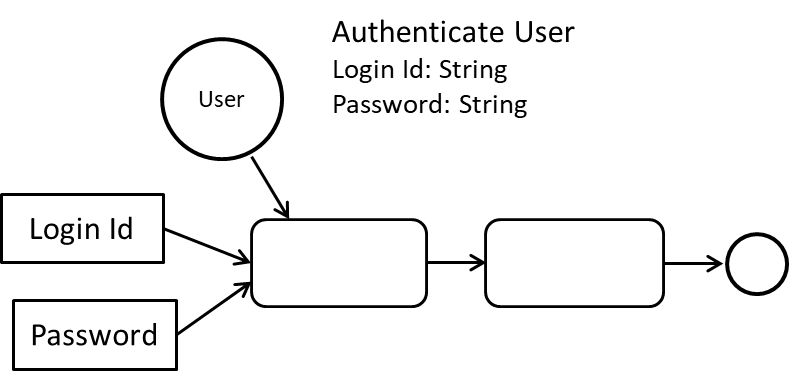 Authenticate User
Login Id: String
Password: String
User
Login Id
Password